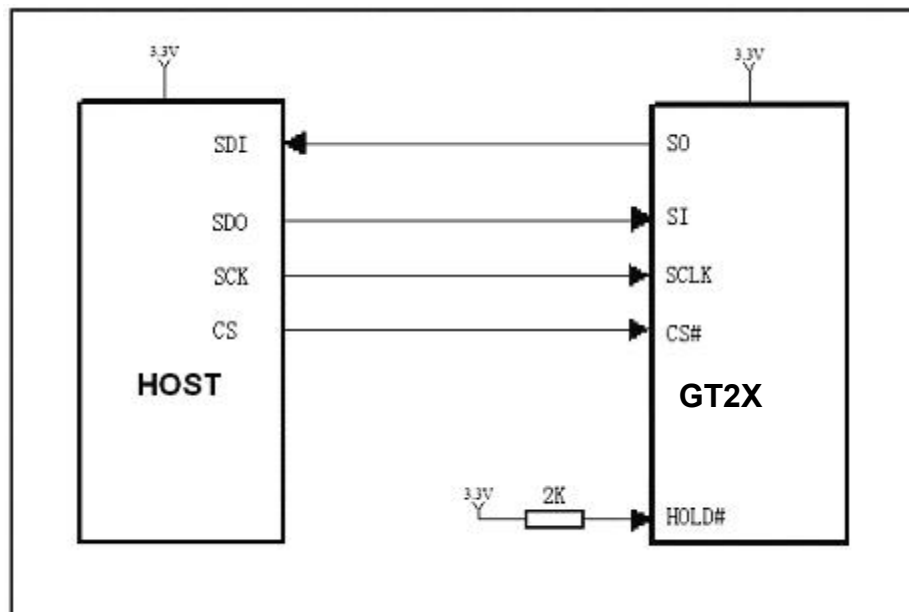 3.3V
3.3V
SDI
SO
SDO
SI
SCK
SCLK
CS
CS#
HOST
GT2X
3.3V
2K
HOLD#